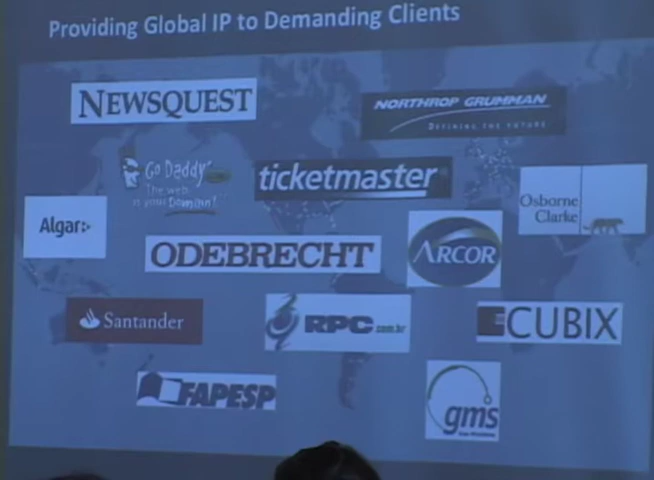 Providing Global IP to Demanding Clients
NEWSQUEST
NORTHROP GRUMMAN
DEFINING THE FUTURE
Go Daddy
The web
is your Domain!
ticketmaster
Osborne
Clarke
Algar
ODEBRECHT
ARCOR
Santander
RPC.com.br
CUBIX
FAPESP
gms